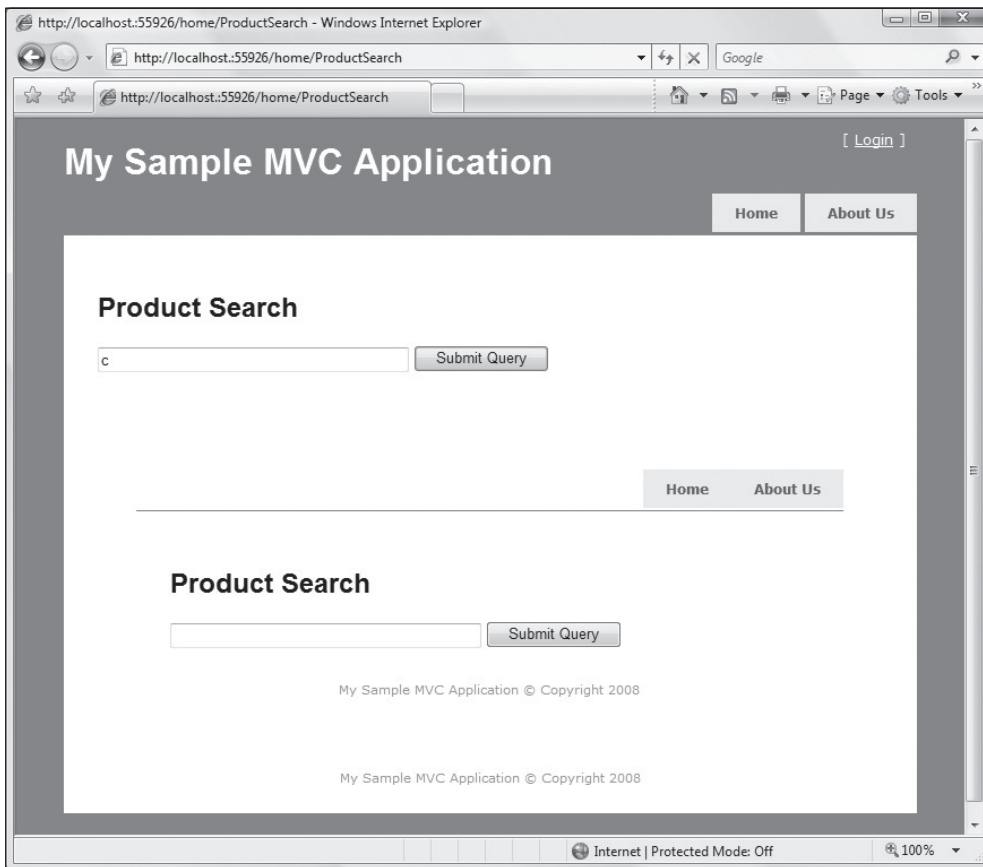 http://localhost.:55926/home/ProductSearch - Windows Internet Explorer
http://localhost.:55926/home/ProductSearch
Google
http://localhost.:55926/home/ProductSearch
Page
Tools
[ Login ]
My Sample MVC Application
Home
About Us
Product Search
c
Submit Query
Home
About Us
Product Search
Submit Query
My Sample MVC Application © Copyright 2008
My Sample MVC Application © Copyright 2008
Internet | Protected Mode: Off
100%